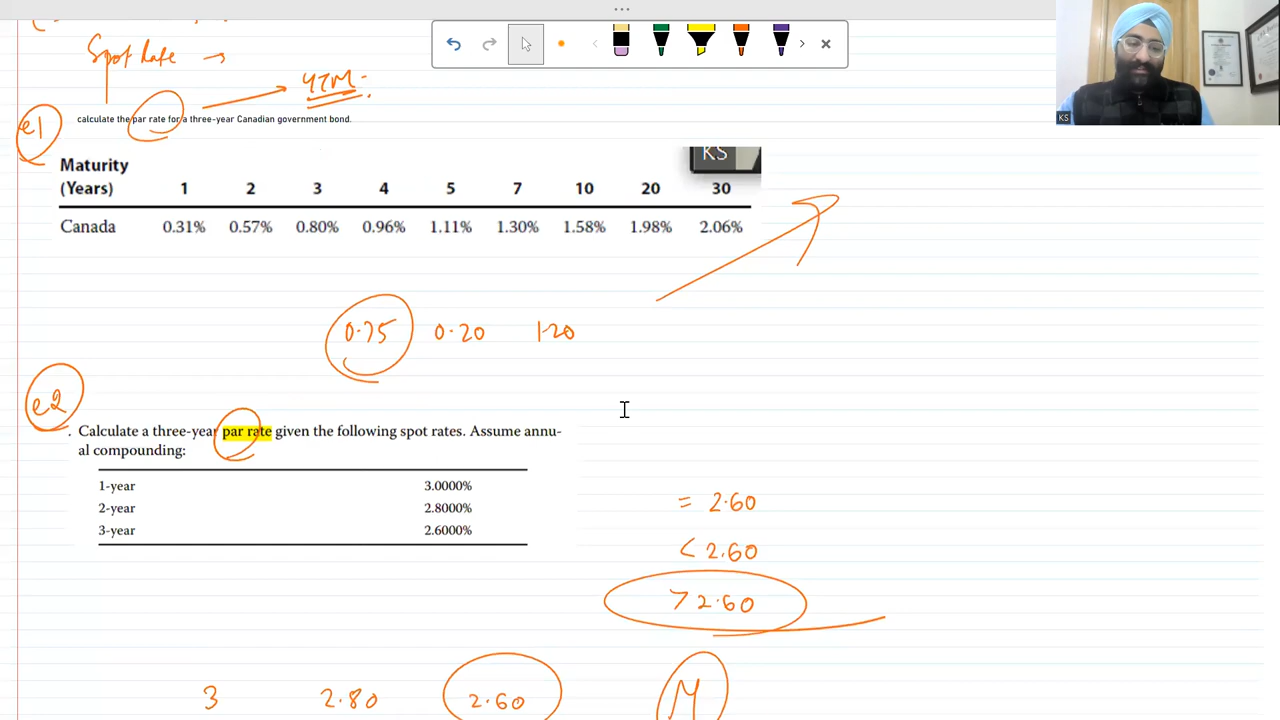 Spot Rate →
YTM
e1
calculate the par rate for a three-year Canadian government bond.
Maturity
(Years) 1 2 3 4 5 7 10 20 30
KS
Canada 0.31% 0.57% 0.80% 0.96% 1.11% 1.30% 1.58% 1.98% 2.06%
0.75 0.20 1.20
e2
. Calculate a three-year par rate given the following spot rates. Assume annu-
al compounding:
1-year 3.0000%
2-year 2.8000%
3-year 2.6000%
= 2.60
< 2.60
> 2.60
3 2.80 2.60
KS